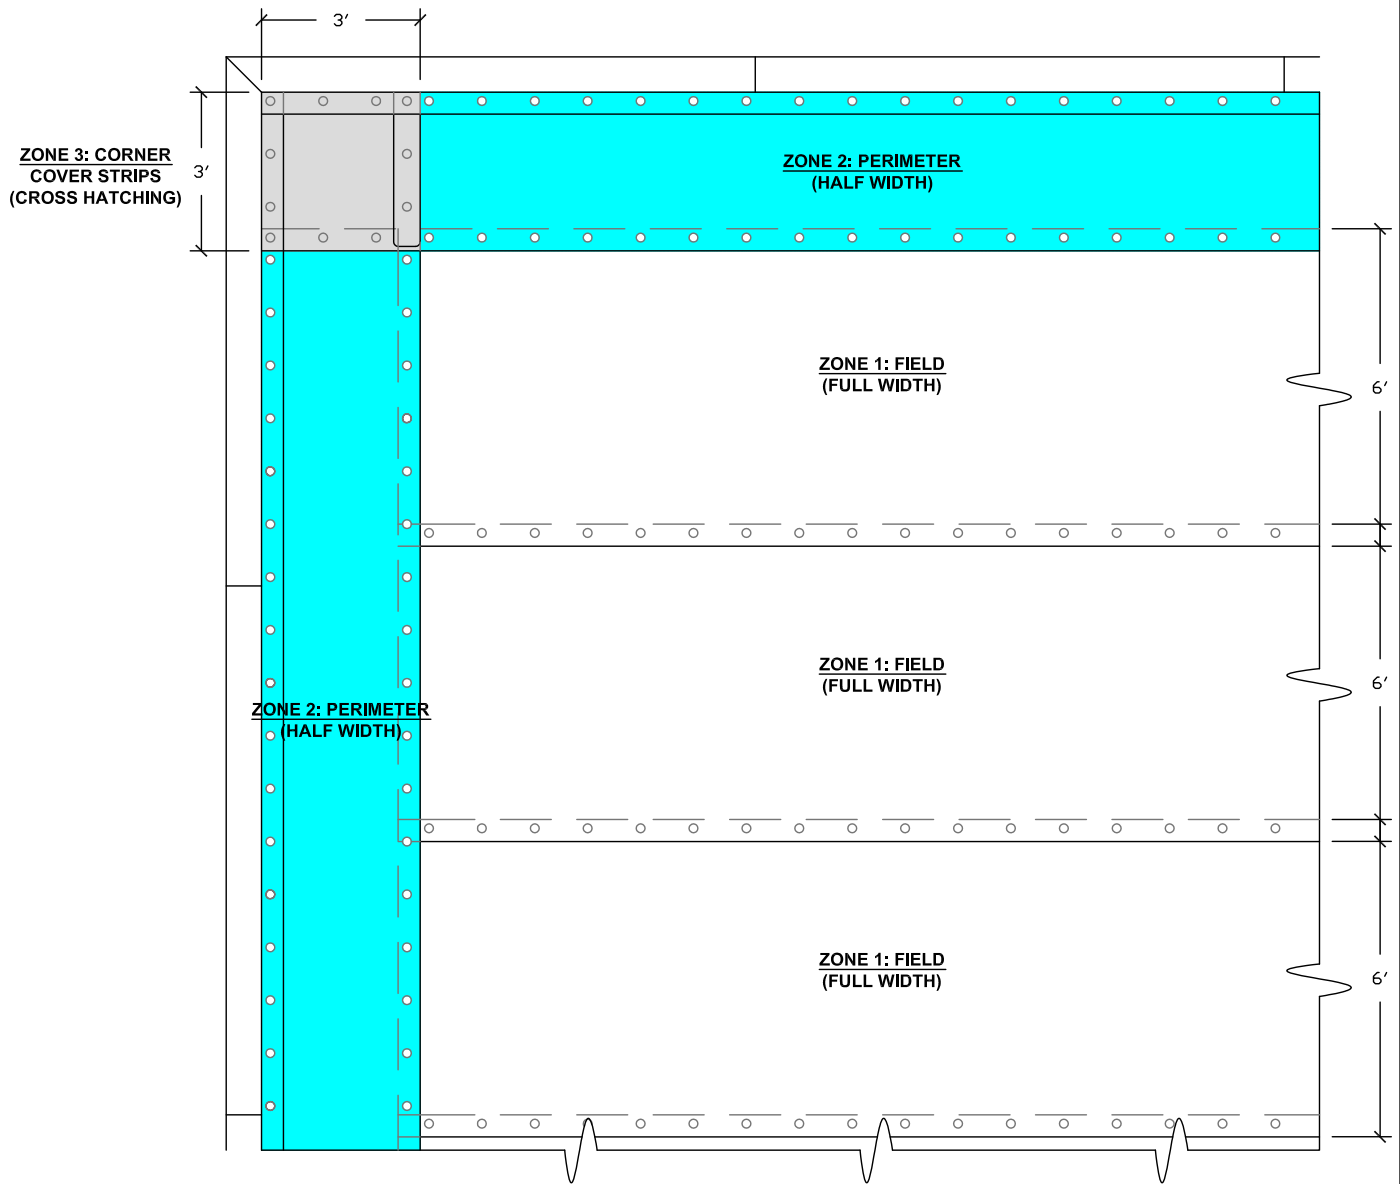 3′
ZONE 3: CORNER
COVER STRIPS
(CROSS HATCHING)
3′
ZONE 2: PERIMETER
(HALF WIDTH)
ZONE 1: FIELD
(FULL WIDTH)
6′
ZONE 1: FIELD
(FULL WIDTH)
6′
ZONE 2: PERIMETER
(HALF WIDTH)
ZONE 1: FIELD
(FULL WIDTH)
6′